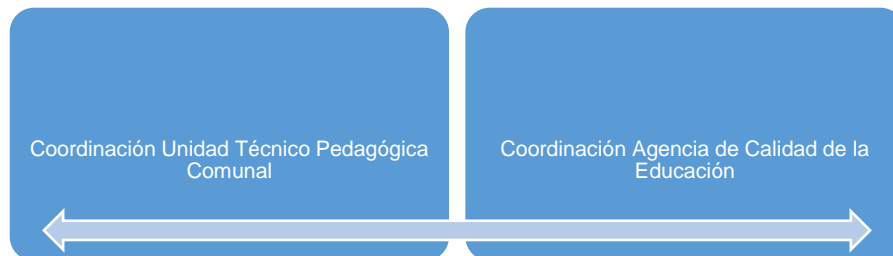 Coordinación Unidad Técnico Pedagógica
Comunal
Coordinación Agencia de Calidad de la
Educación